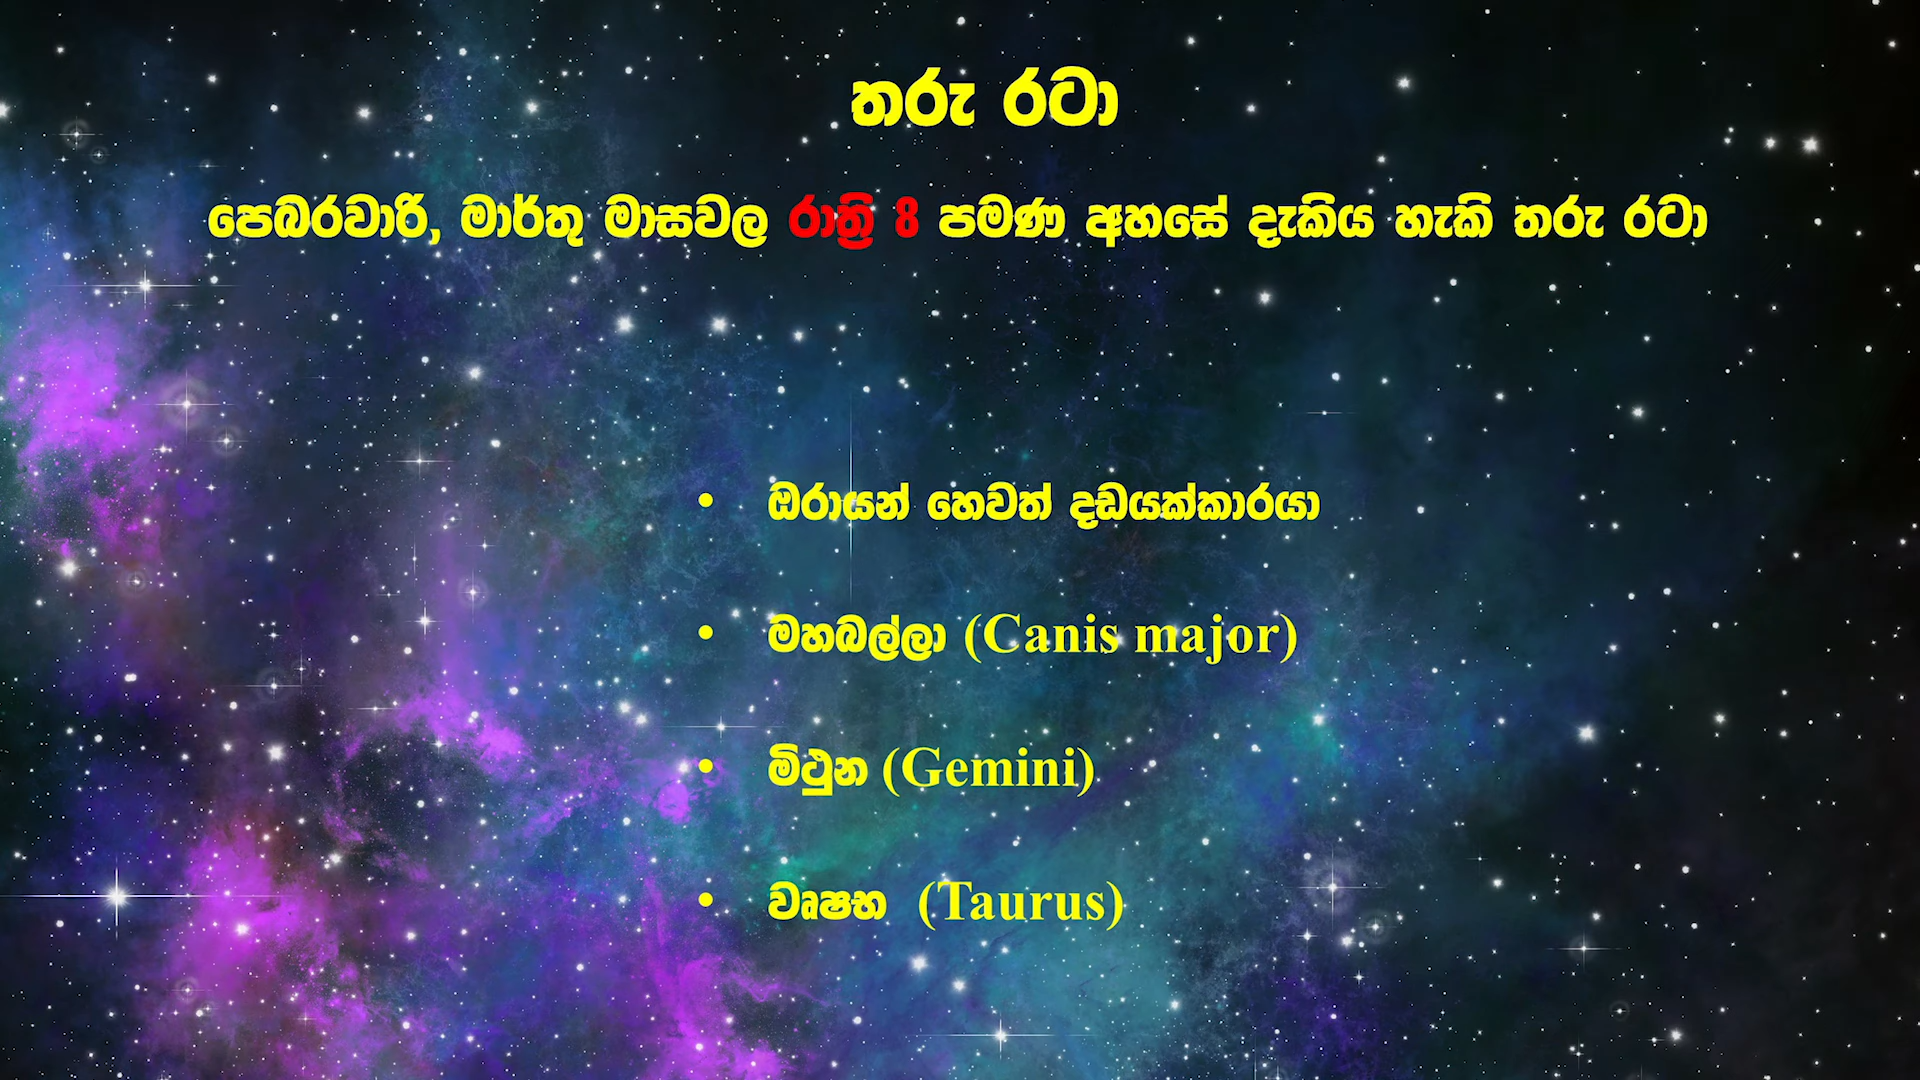 තරු රටා
පෙබරවාරි, මාර්තු මාසවල රාත්‍රි 8 පමණ අහසේ දැකිය හැකි තරු රටා
• ඔරායන් හෙවත් දඩයක්කාරයා
• මහබල්ලා (Canis major)
• මිථුන (Gemini)
• වෘෂභ (Taurus)